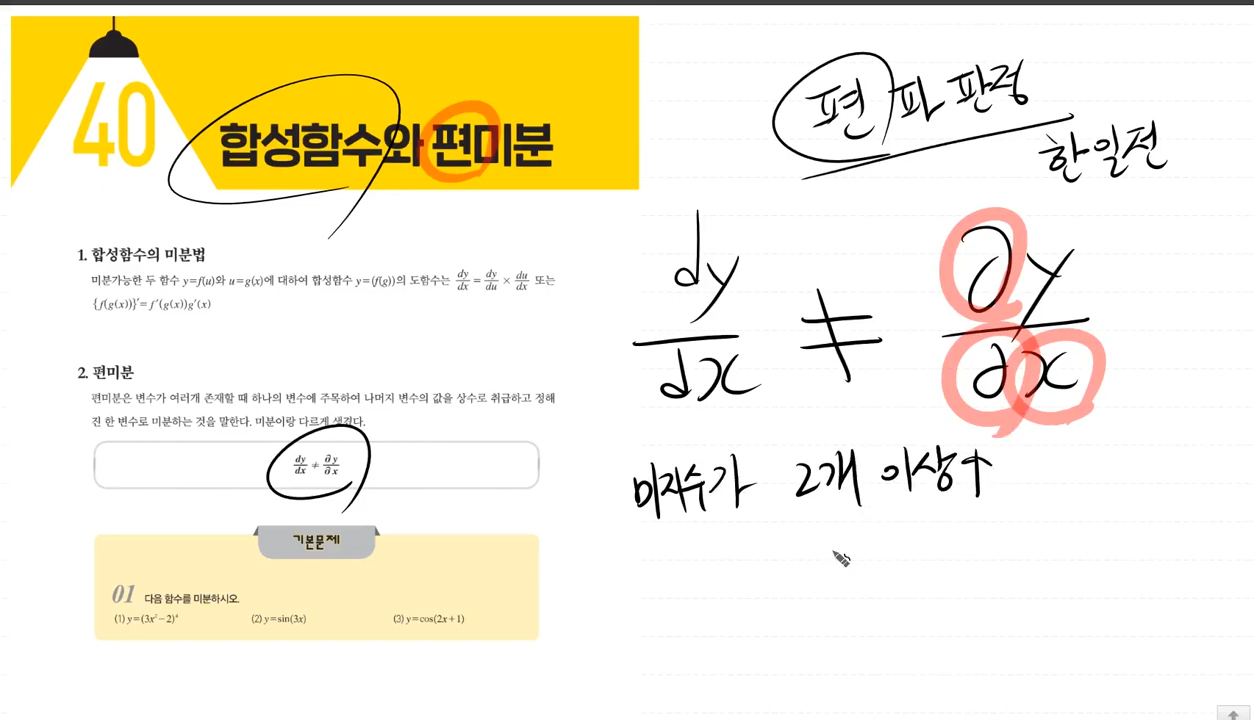 40
합성함수와 편미분
1. 합성함수의 미분법
미분가능한 두 함수 y=f(u)와 u=g(x)에 대하여 합성함수 y=(f(g))의 도함수는 dy/dx = dy/du × du/dx 또는
{f(g(x))}′=f′(g(x))g′(x)
2. 편미분
편미분은 변수가 여러개 존재할 때 하나의 변수에 주목하여 나머지 변수의 값을 상수로 취급하고 정해
진 한 변수로 미분하는 것을 말한다. 미분이랑 다르게 생겼다.
dy/dx ≠ ∂y/∂x
기본문제
01 다음 함수를 미분하시오.
(1) y=(3x²-2)⁴ (2) y=sin(3x) (3) y=cos(2x+1)
편파판정
한일전
dy/dx ≠ ∂y/∂x
미지수가 2개 이상↑